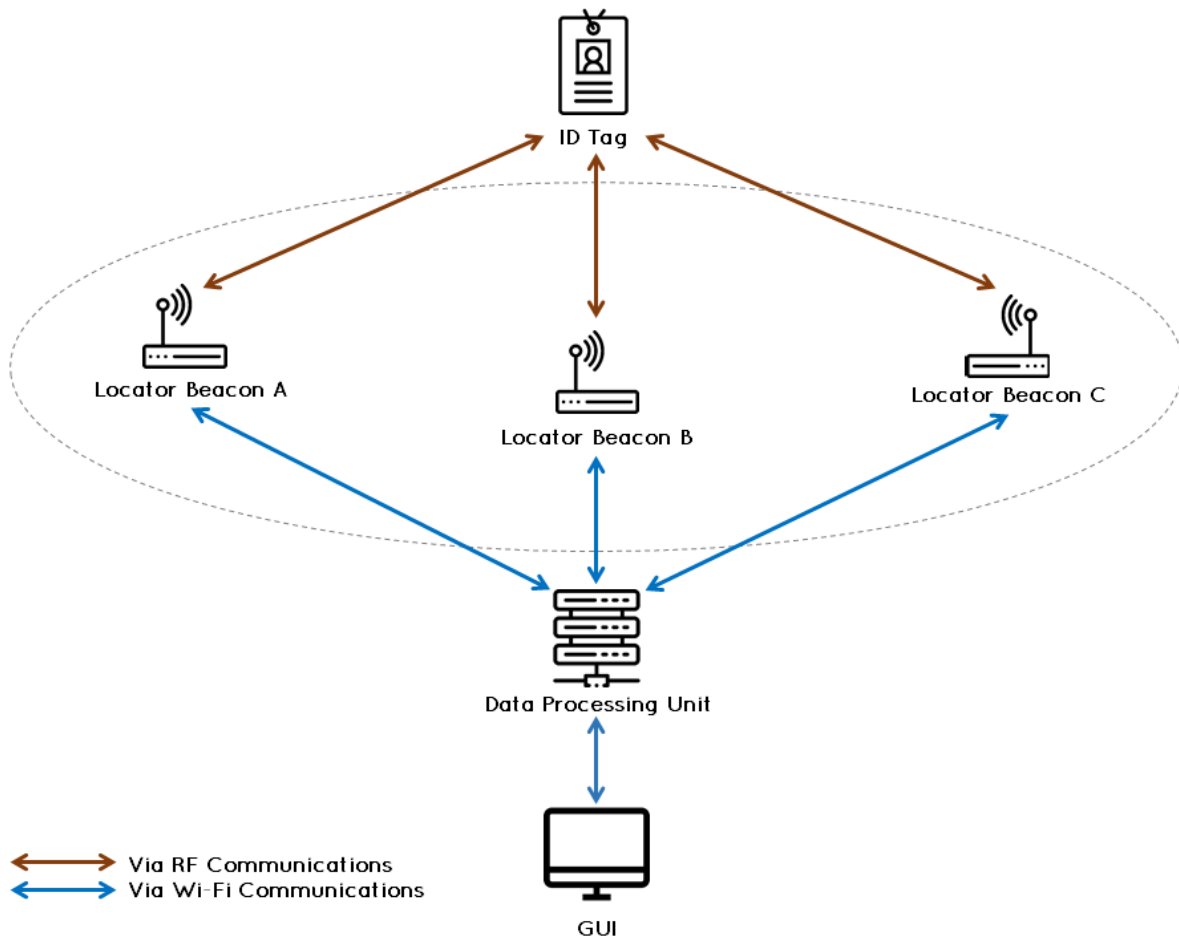 ID Tag
Locator Beacon A
Locator Beacon B
Locator Beacon C
Data Processing Unit
Via RF Communications
Via Wi-Fi Communications
GUI